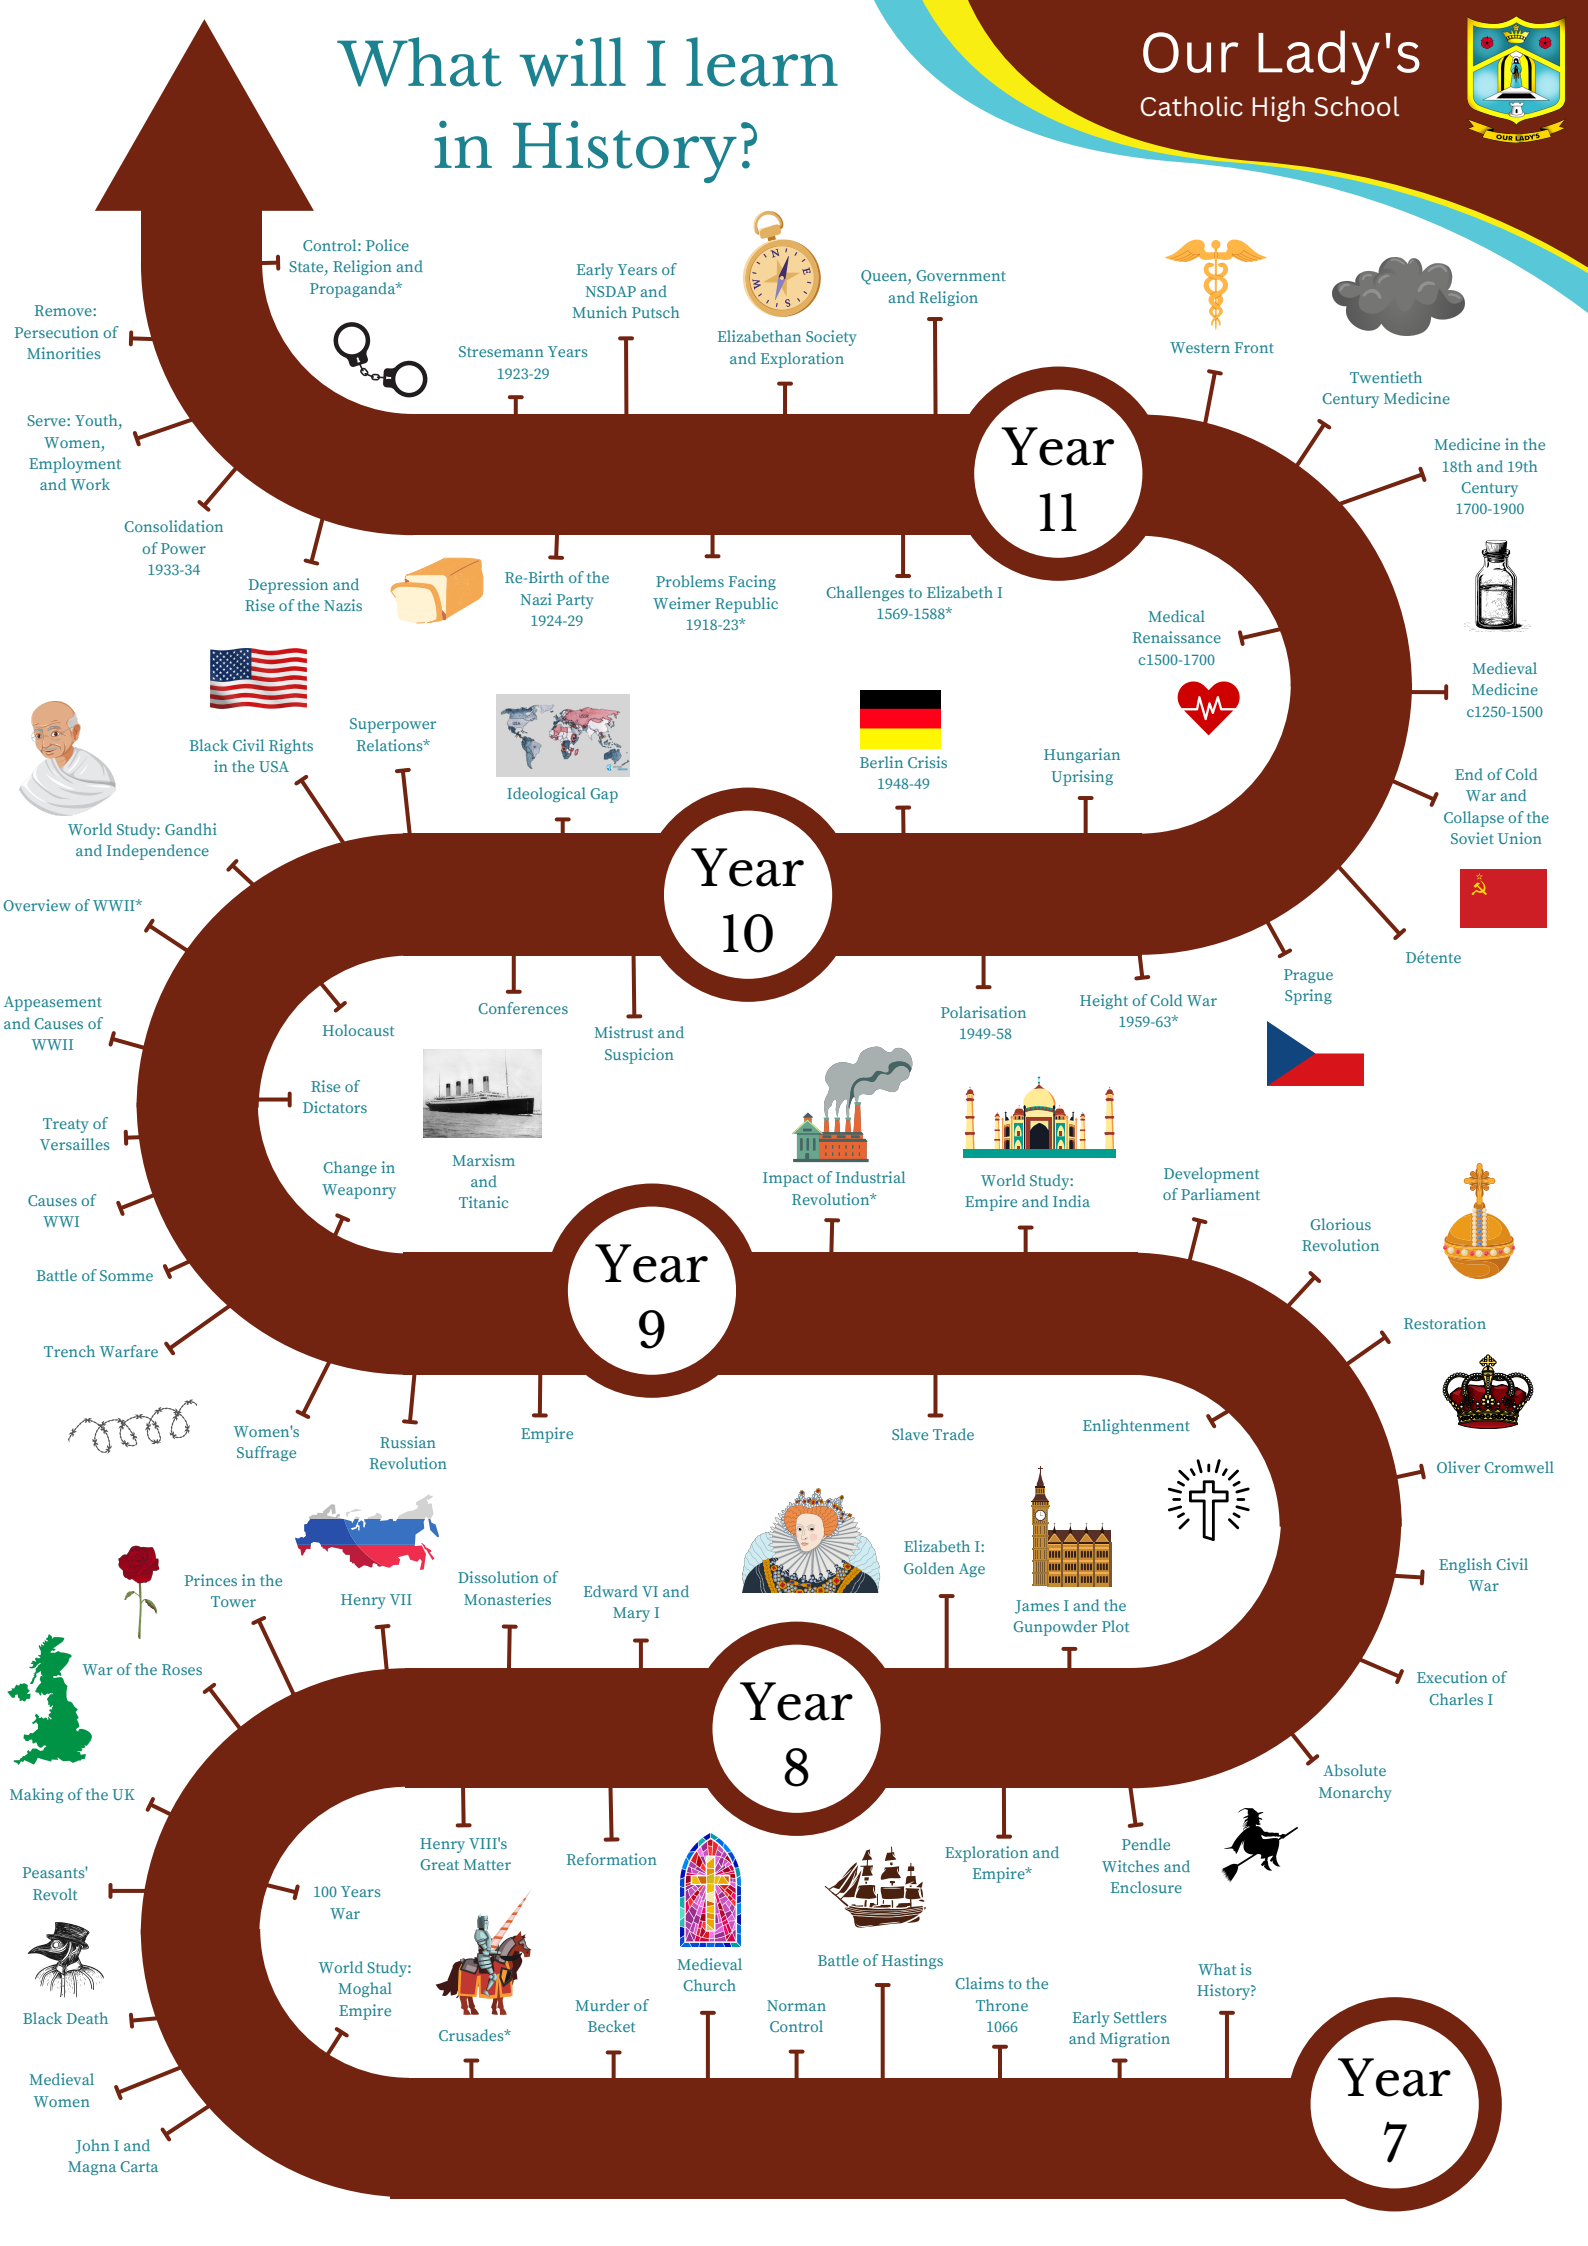 What will I learn
in History?
Our Lady's
Catholic High School
OUR LADY'S
Control: Police
State, Religion and
Propaganda*
Early Years of
NSDAP and
Munich Putsch
Elizabethan Society
and Exploration
Queen, Government
and Religion
Western Front
Twentieth
Century Medicine
Remove:
Persecution of
Minorities
Stresemann Years
1923-29
Serve: Youth,
Women,
Employment
and Work
Year
11
Medicine in the
18th and 19th
Century
1700-1900
Consolidation
of Power
1933-34
Depression and
Rise of the Nazis
Re-Birth of the
Nazi Party
1924-29
Problems Facing
Weimer Republic
1918-23*
Challenges to Elizabeth I
1569-1588*
Medical
Renaissance
c1500-1700
Medieval
Medicine
c1250-1500
Black Civil Rights
in the USA
Superpower
Relations*
Ideological Gap
Berlin Crisis
1948-49
Hungarian
Uprising
End of Cold
War and
Collapse of the
Soviet Union
World Study: Gandhi
and Independence
Year
10
Overview of WWII*
Détente
Prague
Spring
Appeasement
and Causes of
WWII
Holocaust
Conferences
Mistrust and
Suspicion
Polarisation
1949-58
Height of Cold War
1959-63*
Rise of
Dictators
Treaty of
Versailles
Change in
Weaponry
Marxism
and
Titanic
Impact of Industrial
Revolution*
World Study:
Empire and India
Development
of Parliament
Glorious
Revolution
Causes of
WWI
Battle of Somme
Year
9
Restoration
Trench Warfare
Women's
Suffrage
Russian
Revolution
Empire
Slave Trade
Enlightenment
Oliver Cromwell
Princes in the
Tower
Henry VII
Dissolution of
Monasteries
Edward VI and
Mary I
Elizabeth I:
Golden Age
James I and the
Gunpowder Plot
English Civil
War
War of the Roses
Year
8
Execution of
Charles I
Absolute
Monarchy
Making of the UK
Henry VIII's
Great Matter
Reformation
Exploration and
Empire*
Pendle
Witches and
Enclosure
Peasants'
Revolt
100 Years
War
World Study:
Moghal
Empire
Crusades*
Murder of
Becket
Medieval
Church
Norman
Control
Battle of Hastings
Claims to the
Throne
1066
Early Settlers
and Migration
What is
History?
Black Death
Medieval
Women
John I and
Magna Carta
Year
7